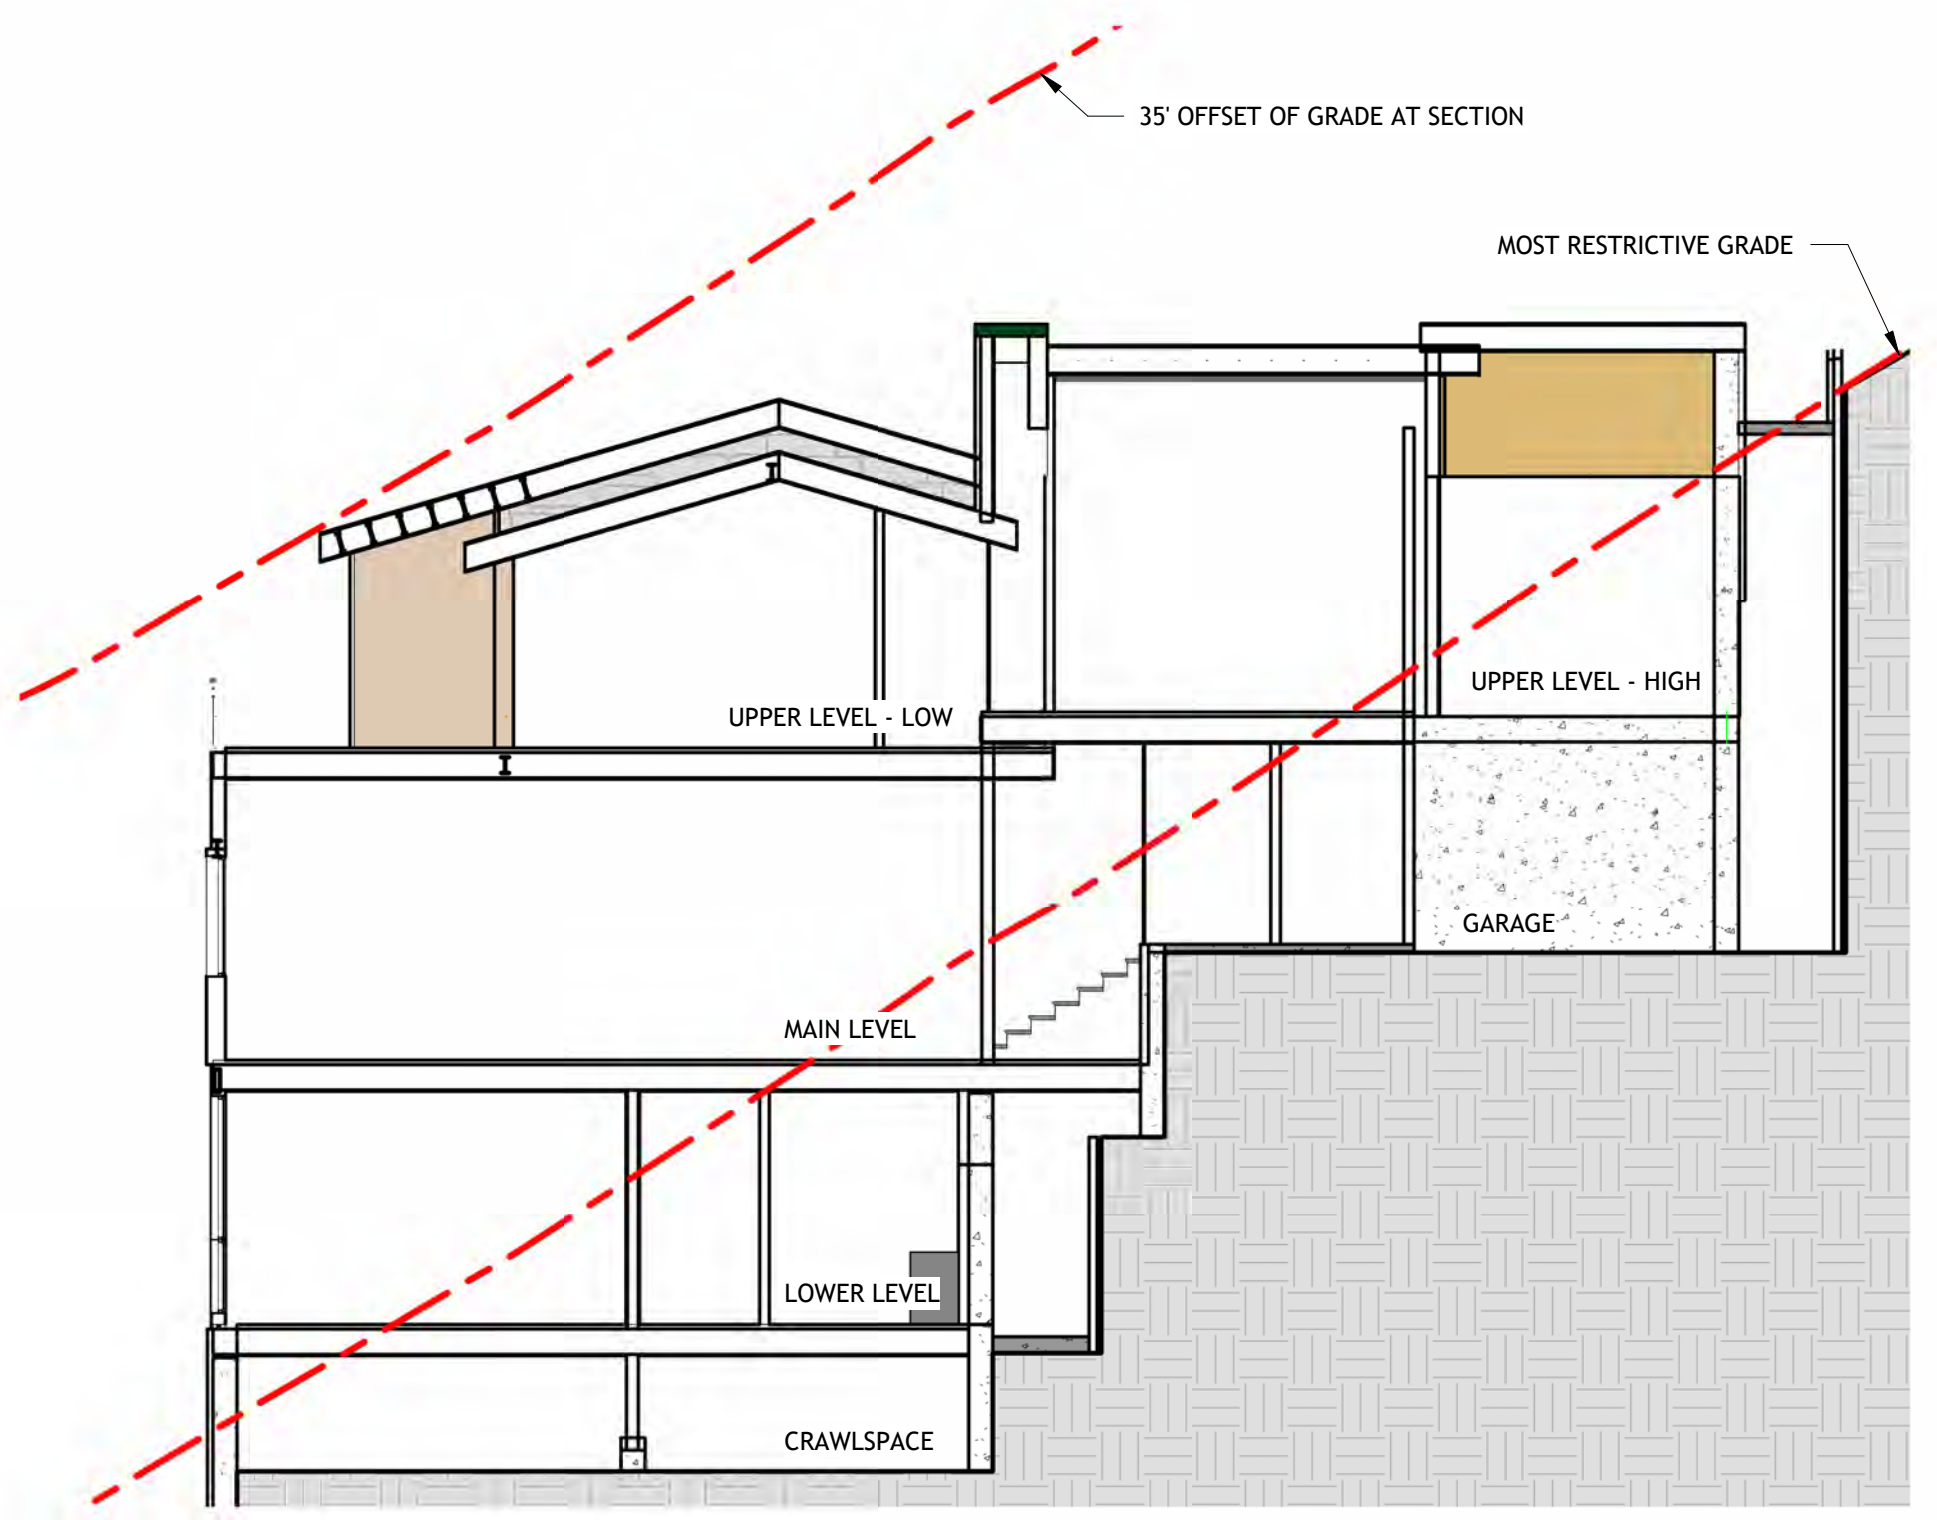 35' OFFSET OF GRADE AT SECTION
MOST RESTRICTIVE GRADE
UPPER LEVEL - HIGH
UPPER LEVEL - LOW
GARAGE
MAIN LEVEL
LOWER LEVEL
CRAWLSPACE